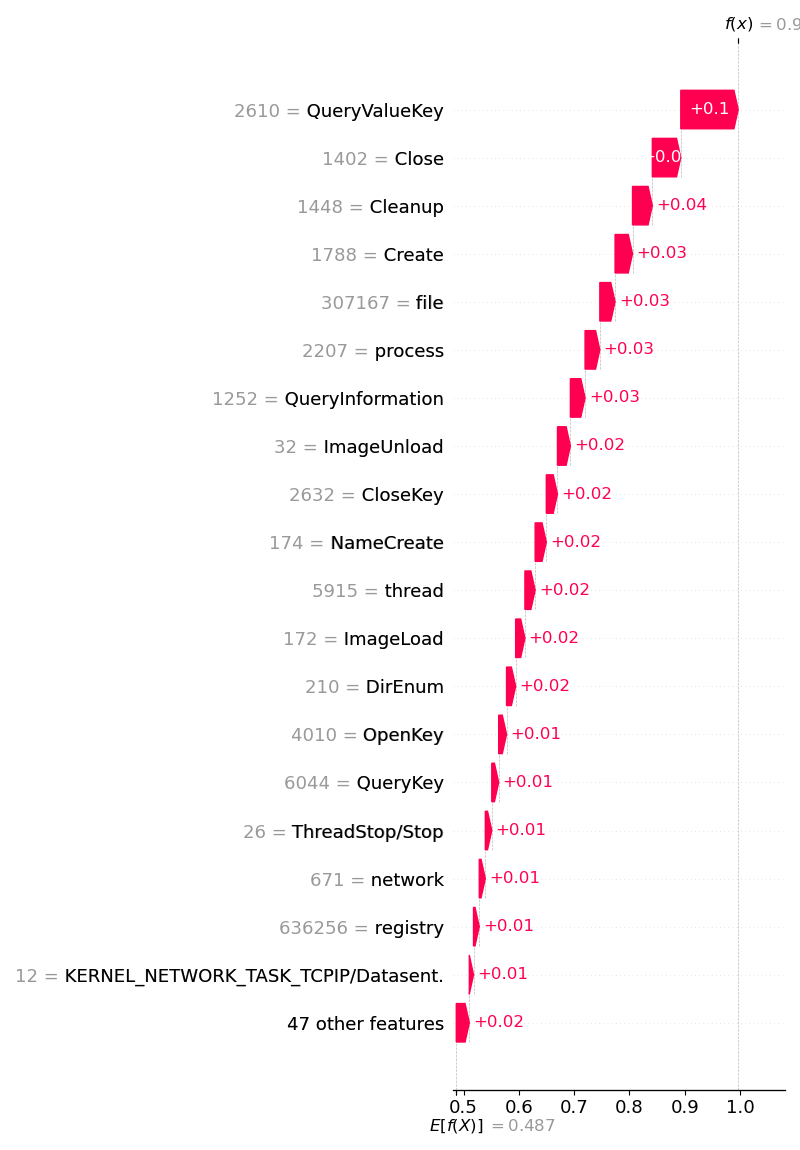 f(x) = 0.9
2610 = QueryValueKey +0.1
1402 = Close +0.0
1448 = Cleanup +0.04
1788 = Create +0.03
307167 = file +0.03
2207 = process +0.03
1252 = QueryInformation +0.03
32 = ImageUnload +0.02
2632 = CloseKey +0.02
174 = NameCreate +0.02
5915 = thread +0.02
172 = ImageLoad +0.02
210 = DirEnum +0.02
4010 = OpenKey +0.01
6044 = QueryKey +0.01
26 = ThreadStop/Stop +0.01
671 = network +0.01
636256 = registry +0.01
12 = KERNEL_NETWORK_TASK_TCPIP/Datasent. +0.01
47 other features +0.02
0.5 0.6 0.7 0.8 0.9 1.0
E[f(X)] = 0.487